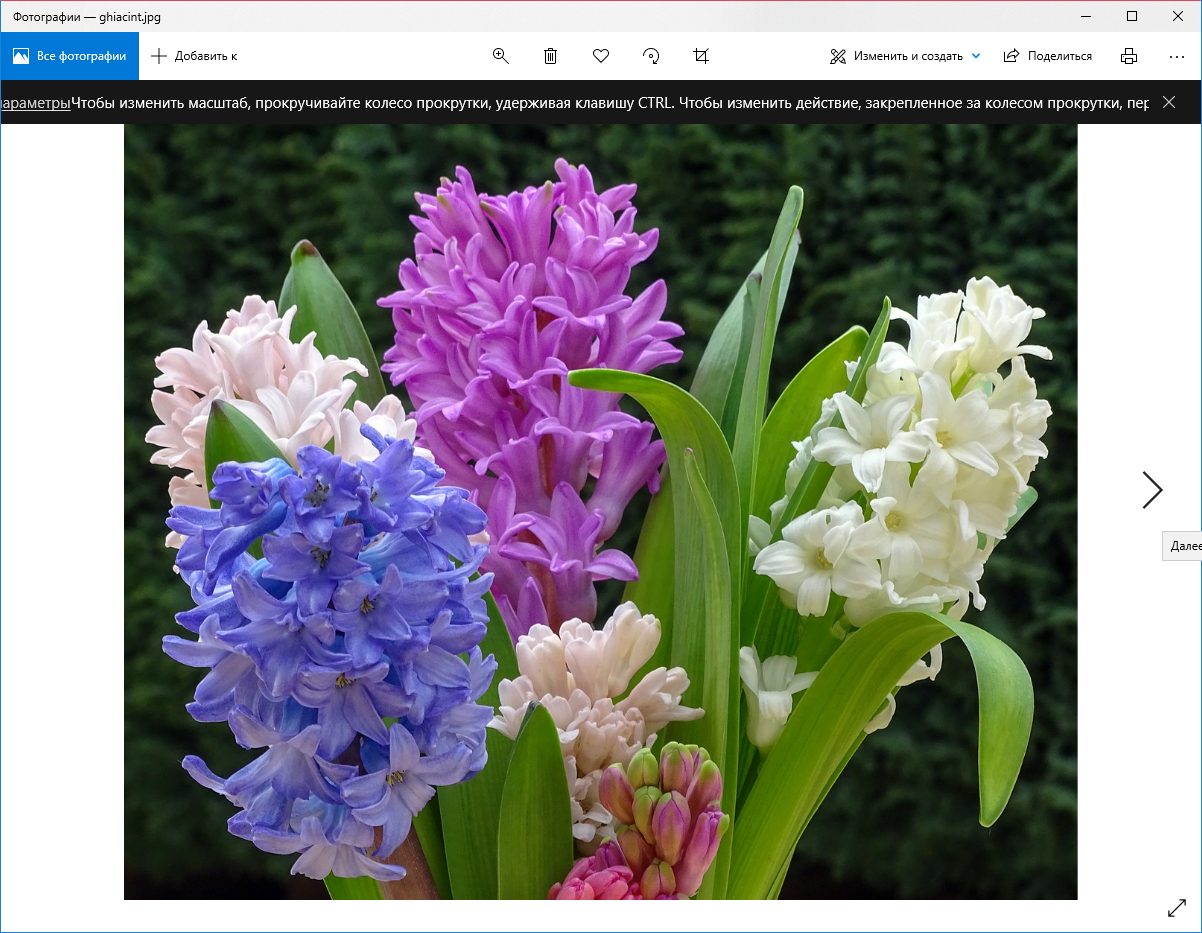 Фотографии — ghiacint.jpg
Все фотографии Добавить к Изменить и создать Поделиться
параметрыЧтобы изменить масштаб, прокручивайте колесо прокрутки, удерживая клавишу CTRL. Чтобы изменить действие, закрепленное за колесом прокрутки, пер
Далее